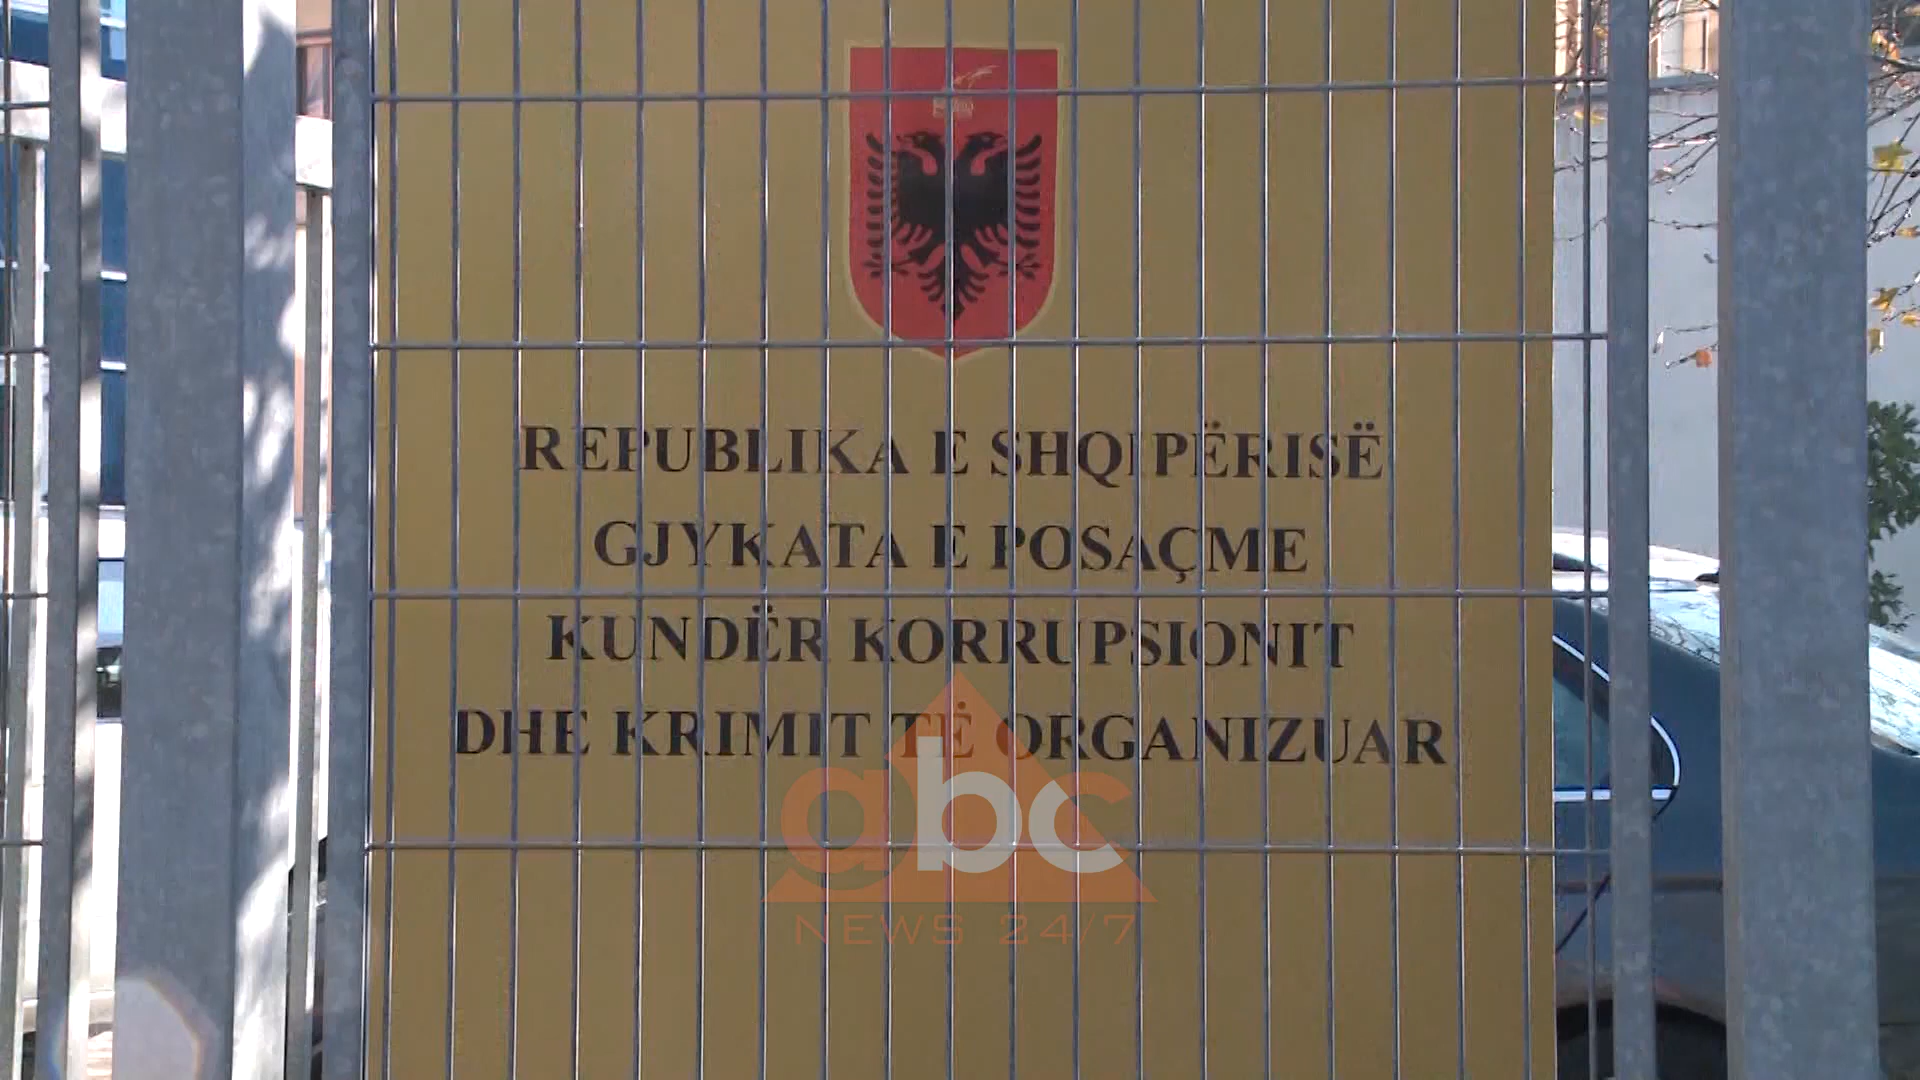 REPUBLIKA E SHQIPËRISË
GJYKATA E POSAÇME
KUNDËR KORRUPSIONIT
DHE KRIMIT TË ORGANIZUAR
abc
NEWS 24/7